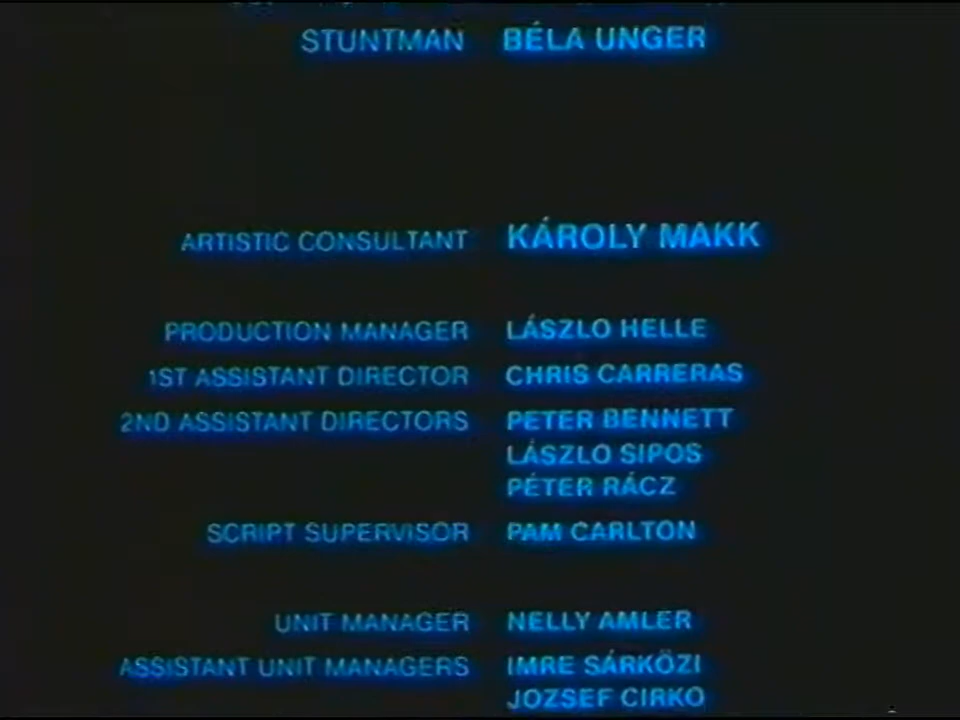 STUNTMAN BÉLA UNGER
ARTISTIC CONSULTANT KÁROLY MAKK
PRODUCTION MANAGER LÁSZLO HELLE
1ST ASSISTANT DIRECTOR CHRIS CARRERAS
2ND ASSISTANT DIRECTORS PETER BENNETT
LÁSZLO SIPOS
PÉTER RÁCZ
SCRIPT SUPERVISOR PAM CARLTON
UNIT MANAGER NELLY AMLER
ASSISTANT UNIT MANAGERS IMRE SÁRKÖZI
JOZSEF CIRKO